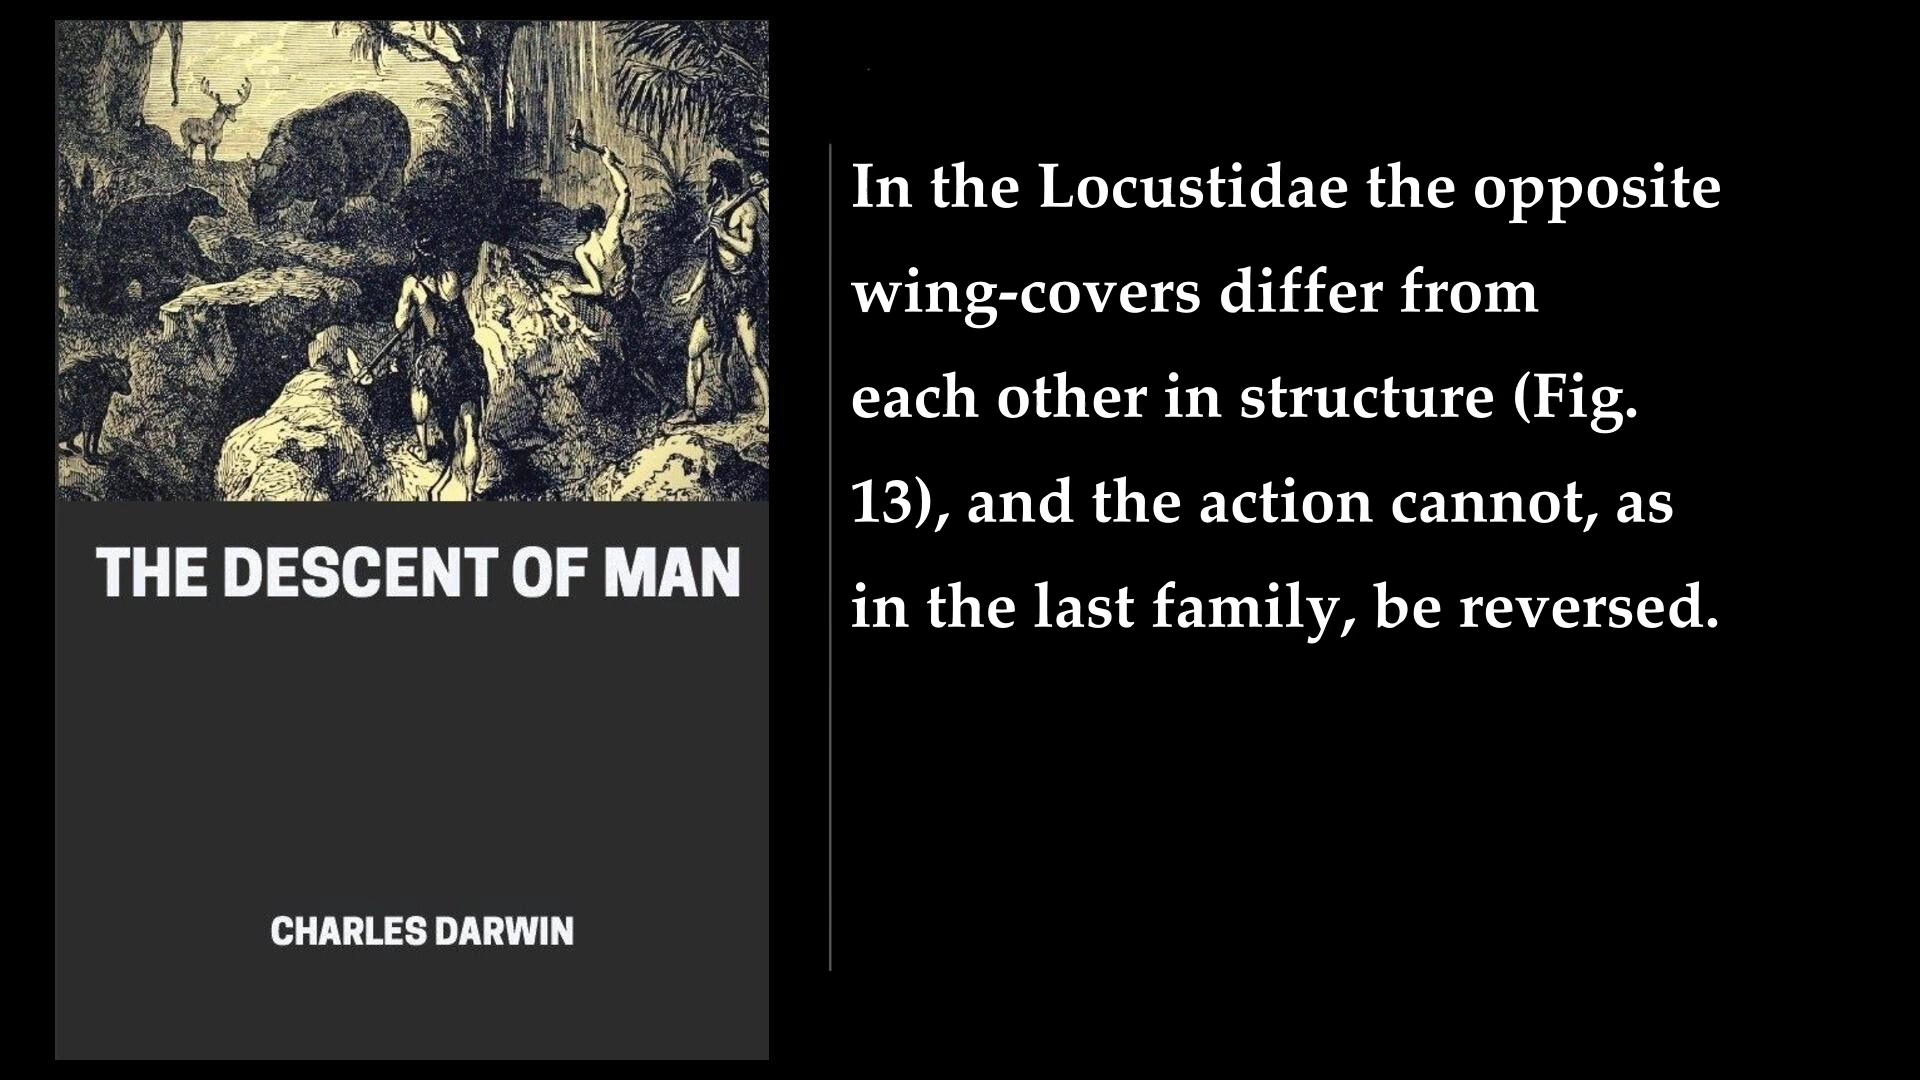 THE DESCENT OF MAN
CHARLES DARWIN
In the Locustidae the opposite
wing-covers differ from
each other in structure (Fig.
13), and the action cannot, as
in the last family, be reversed.